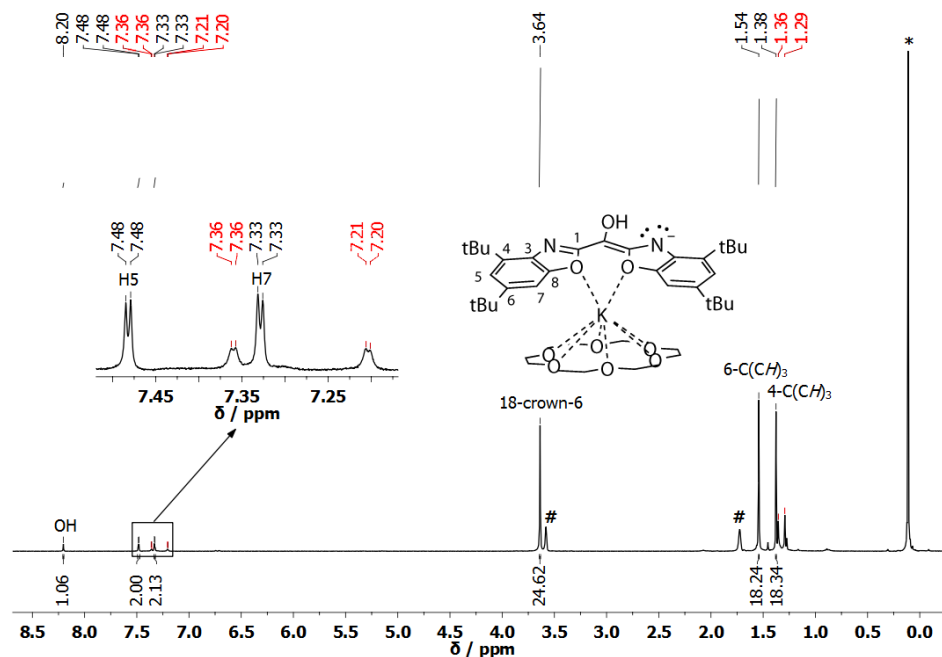 8.20 7.48 7.48 7.36 7.36 7.33 7.33 7.21 7.20 3.64 1.54 1.38 1.36 1.29
*
7.48 7.48 7.36 7.36 7.33 7.33 7.21 7.20
H5 H7
OH
N
N
–
1
3
4
5
6
7
8
tBu
tBu
tBu
tBu
O
O
K
O
O
O
O
O
O
7.45 7.35 7.25
δ / ppm
6-C(CH)3
4-C(CH)3
18-crown-6
OH
#
#
1.06 2.00 2.13 24.62 18.24 18.34
8.5 8.0 7.5 7.0 6.5 6.0 5.5 5.0 4.5 4.0 3.5 3.0 2.5 2.0 1.5 1.0 0.5 0.0
δ / ppm